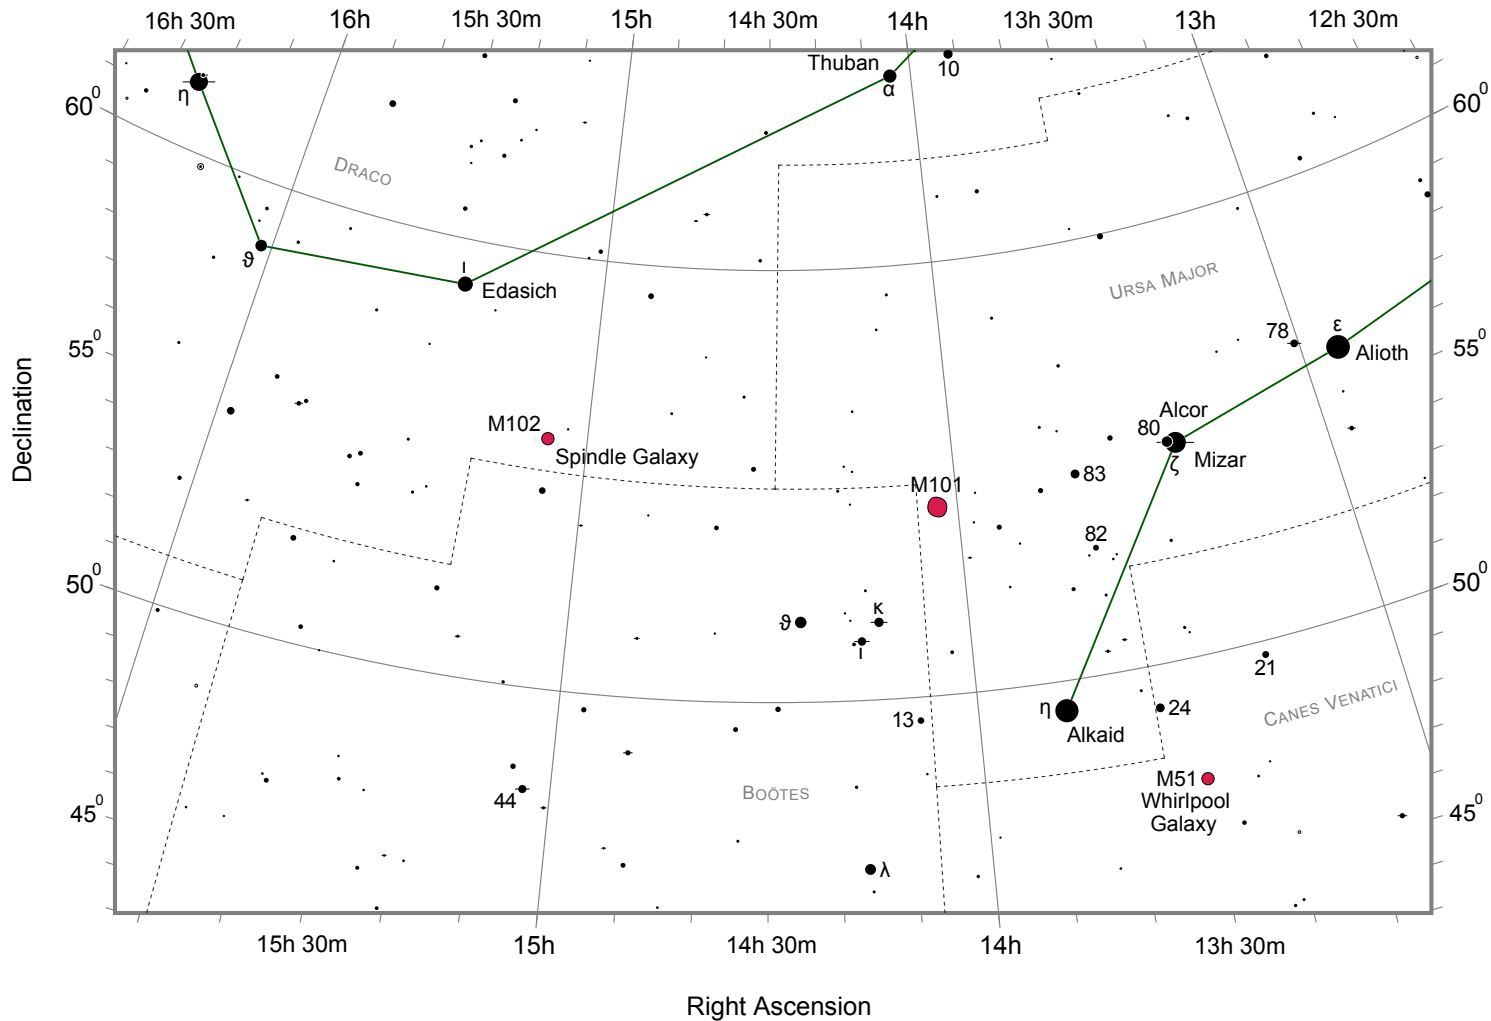 16h 30m 16h 15h 30m 15h 14h 30m 14h 13h 30m 13h 12h 30m
Thuban
α
10
η
60⁰
60⁰
DRACO
ϑ
ι
Edasich
URSA MAJOR
78
ε
Alioth
55⁰
55⁰
Declination
M102
Spindle Galaxy
Alcor
80
ζ
Mizar
83
M101
82
50⁰
50⁰
ϑ
κ
ι
21
13
η
Alkaid
24
CANES VENATICI
M51
Whirlpool
Galaxy
44
BOÖTES
45⁰
45⁰
λ
15h 30m 15h 14h 30m 14h 13h 30m
Right Ascension